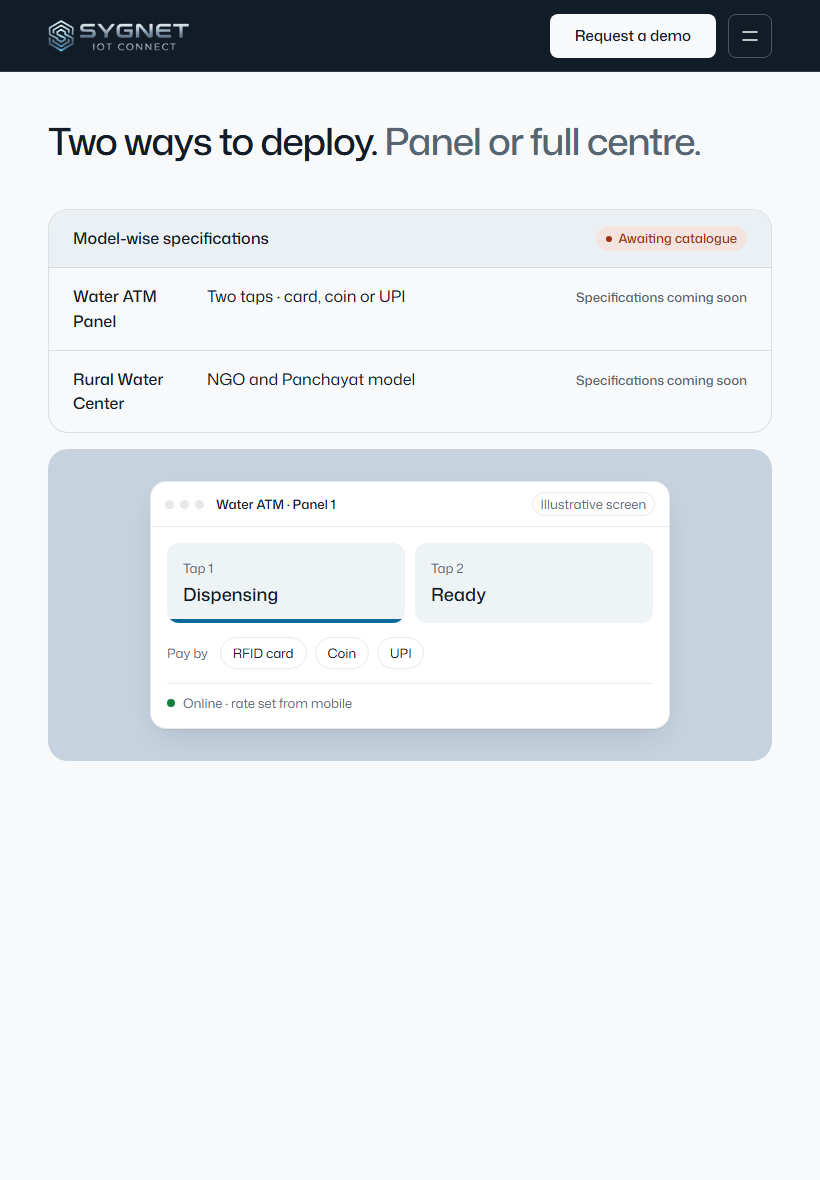 SYGNET
IOT CONNECT
Request a demo
Two ways to deploy. Panel or full centre.
Model-wise specifications
Awaiting catalogue
Water ATM
Panel
Two taps · card, coin or UPI
Specifications coming soon
Rural Water
Center
NGO and Panchayat model
Specifications coming soon
Water ATM · Panel 1
Illustrative screen
Tap 1
Dispensing
Tap 2
Ready
Pay by
RFID card
Coin
UPI
Online · rate set from mobile